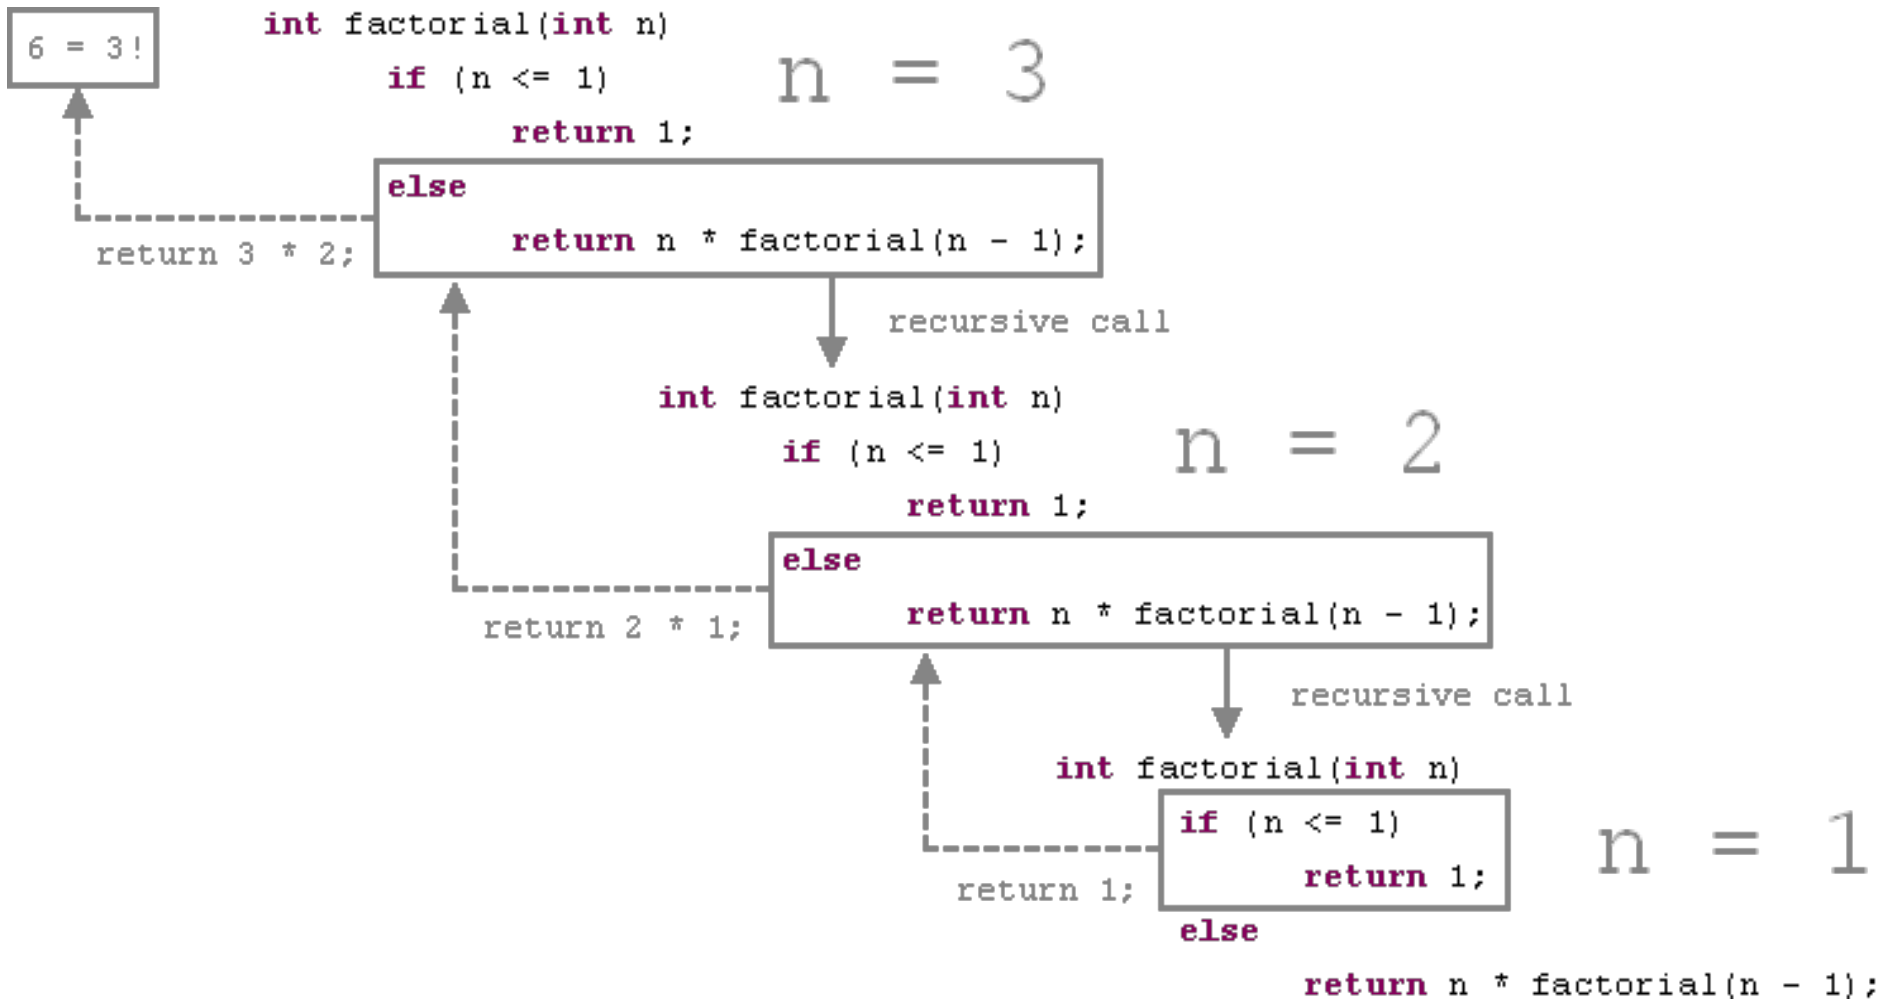 6 = 3!
int factorial(int n)
if (n <= 1)
n = 3
return 1;
else
return n * factorial(n - 1);
return 3 * 2;
recursive call
int factorial(int n)
if (n <= 1)
n = 2
return 1;
else
return n * factorial(n - 1);
return 2 * 1;
recursive call
int factorial(int n)
if (n <= 1)
n = 1
return 1;
return 1;
else
return n * factorial(n - 1);